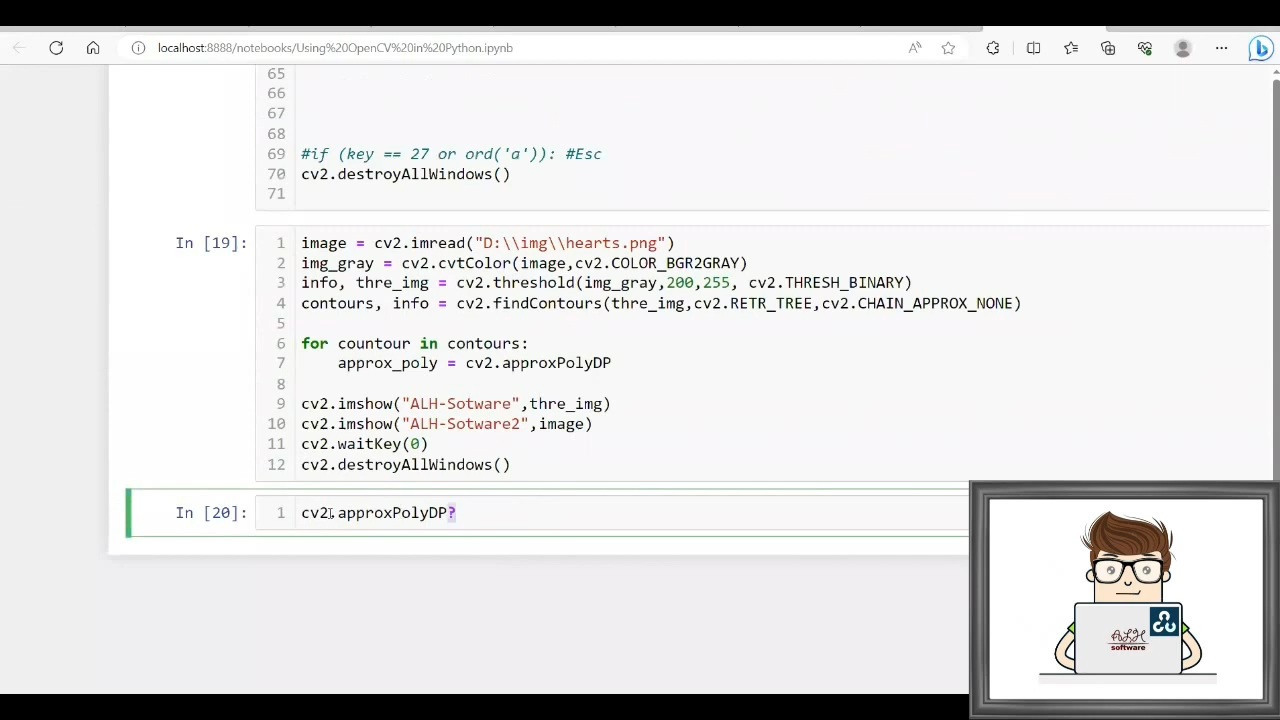 localhost:8888/notebooks/Using%20OpenCV%20in%20Python.ipynb
65
66
67
68
69 #if (key == 27 or ord('a')): #Esc
70 cv2.destroyAllWindows()
71
In [19]:
1 image = cv2.imread("D:\\img\\hearts.png")
2 img_gray = cv2.cvtColor(image,cv2.COLOR_BGR2GRAY)
3 info, thre_img = cv2.threshold(img_gray,200,255, cv2.THRESH_BINARY)
4 contours, info = cv2.findContours(thre_img,cv2.RETR_TREE,cv2.CHAIN_APPROX_NONE)
5
6 for countour in contours:
7 approx_poly = cv2.approxPolyDP
8
9 cv2.imshow("ALH-Sotware",thre_img)
10 cv2.imshow("ALH-Sotware2",image)
11 cv2.waitKey(0)
12 cv2.destroyAllWindows()
In [20]: 1 cv2.approxPolyDP?
ALH
software